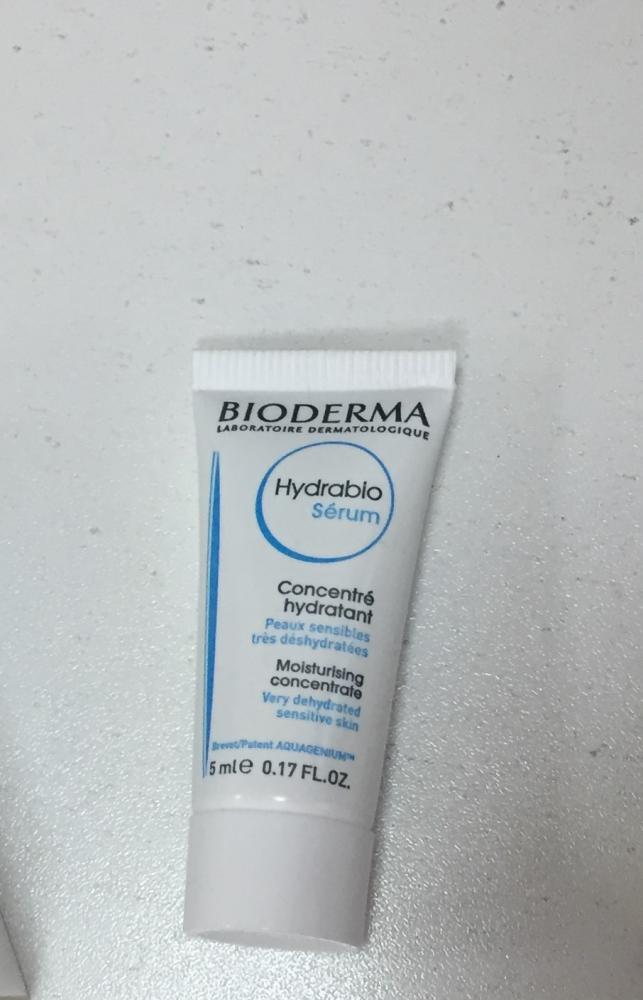 BIODERMA
LABORATOIRE DERMATOLOGIQUE
Hydrabio
Sérum
Concentré
hydratant
Peaux sensibles
très déshydratées
Moisturising
concentrate
Very dehydrated
sensitive skin
Brevet/Patent AQUAGENIUM™
5 ml℮ 0.17 FL.OZ.